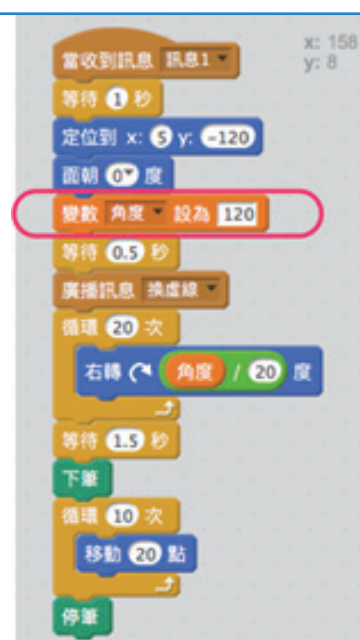 x: 158
y: 8
當收到訊息 訊息1
等待 1 秒
定位到 x: 5 y: -120
面朝 0 度
變數 角度 設為 120
等待 0.5 秒
廣播訊息 換虛線
循環 20 次
右轉 角度 / 20 度
等待 1.5 秒
下筆
循環 10 次
移動 20 點
停筆